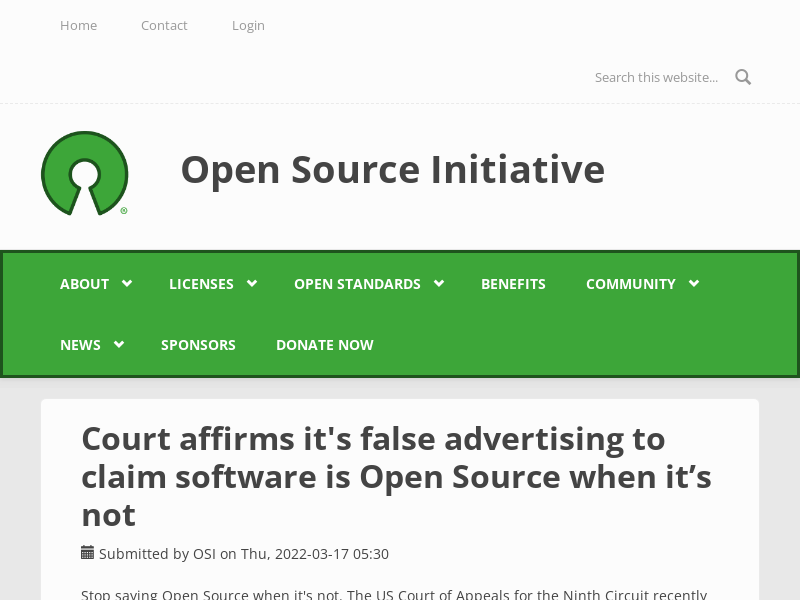 Home Contact Login
Search this website...
Open Source Initiative
®
ABOUT LICENSES OPEN STANDARDS BENEFITS COMMUNITY
NEWS SPONSORS DONATE NOW
Court affirms it's false advertising to
claim software is Open Source when it’s
not
Submitted by OSI on Thu, 2022-03-17 05:30
Stop saying Open Source when it's not. The US Court of Appeals for the Ninth Circuit recently